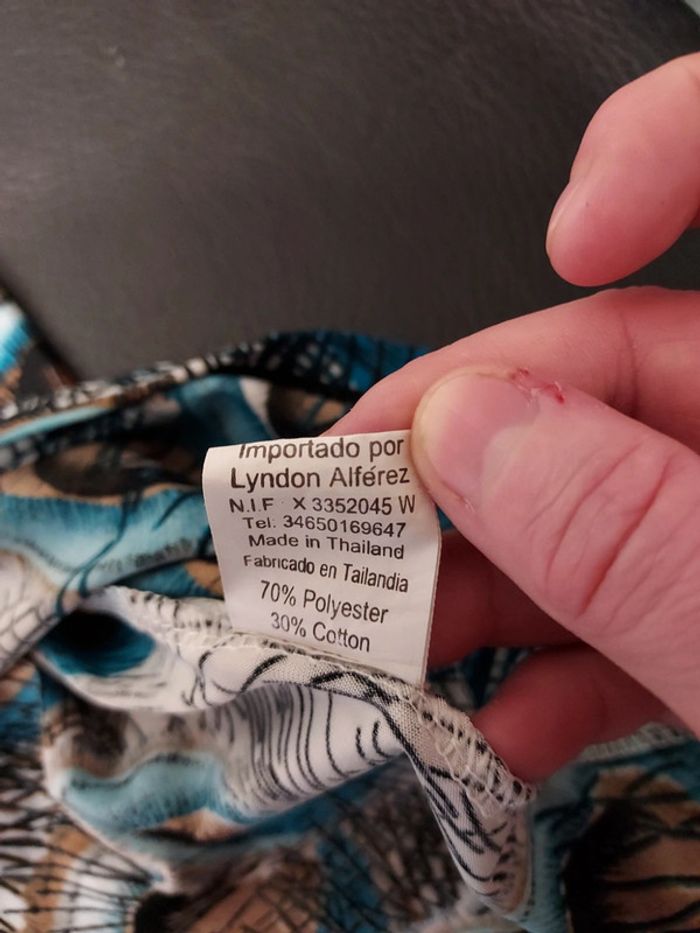 Importado por
Lyndon Alférez
N.I.F X 3352045 W
Tel: 34650169647
Made in Thailand
Fabricado en Tailandia
70% Polyester
30% Cotton